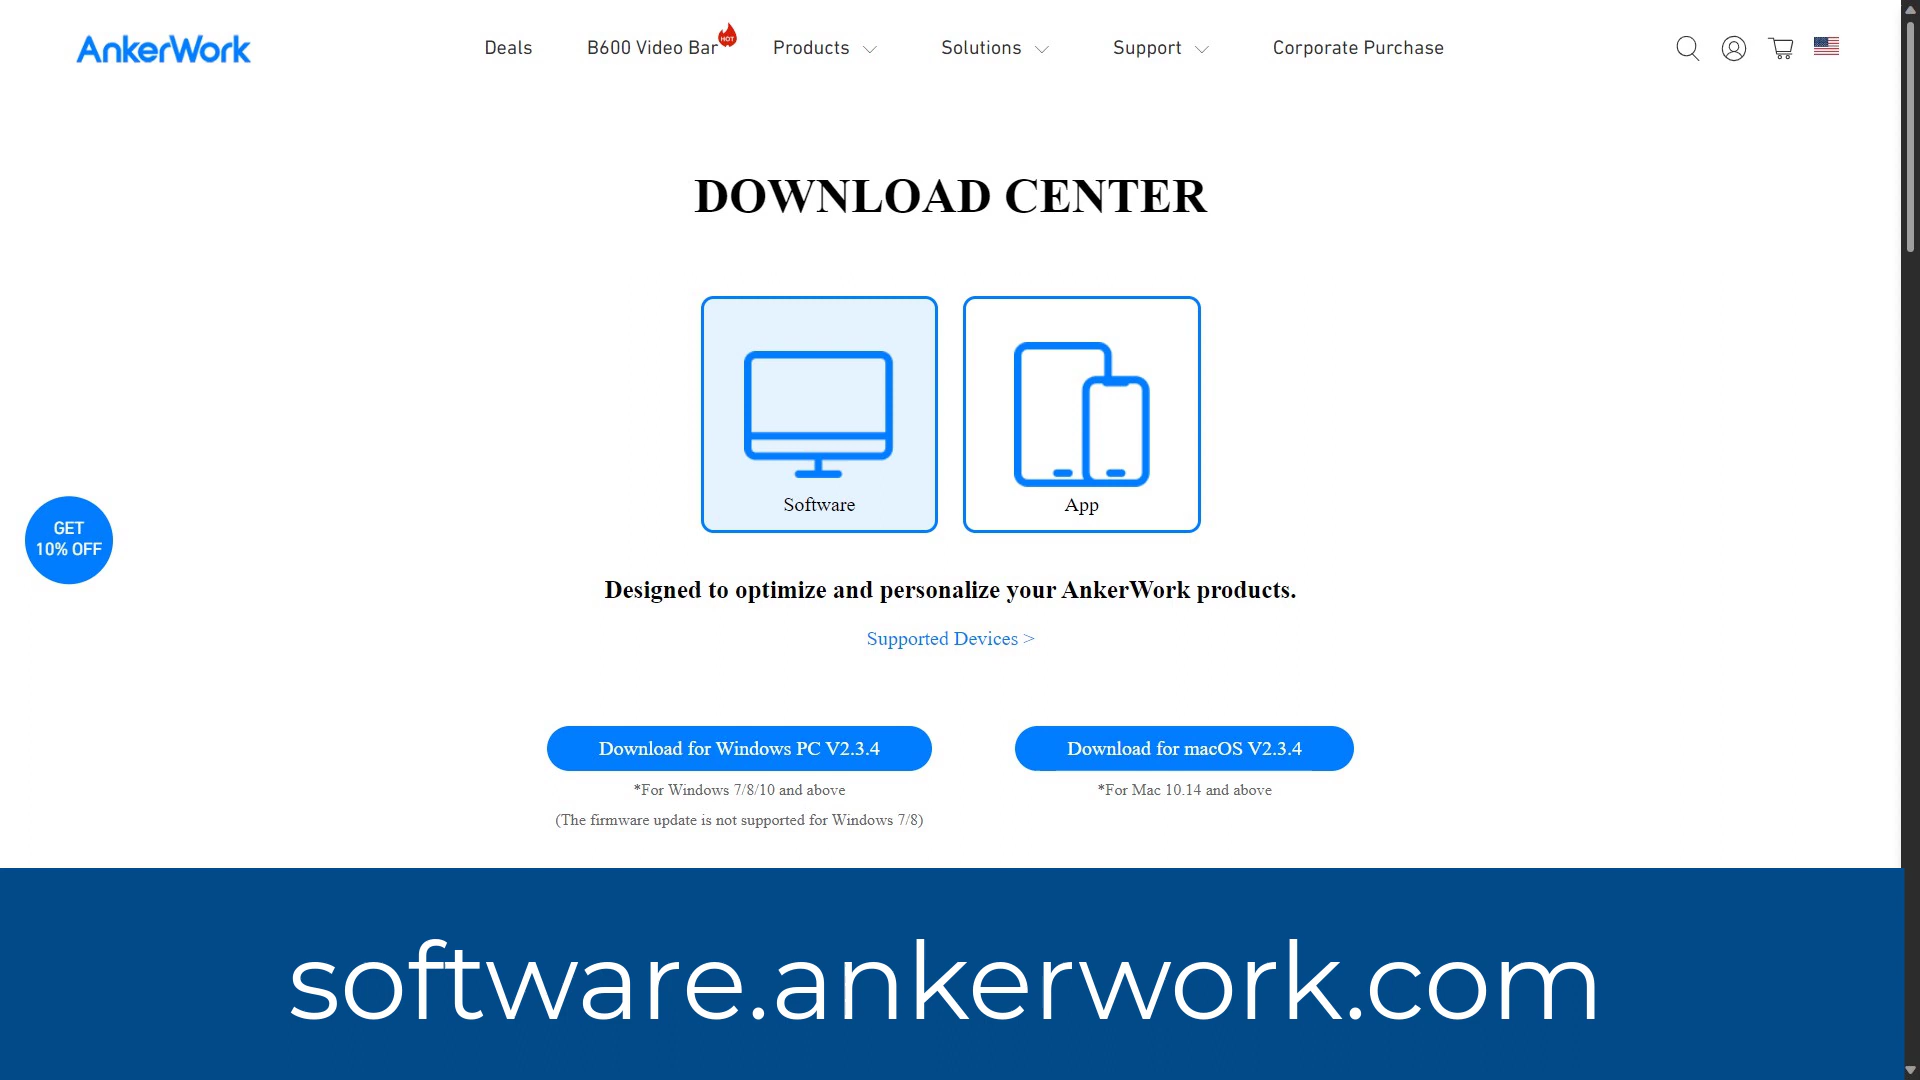 AnkerWork
Deals
B600 Video Bar
HOT
Products
Solutions
Support
Corporate Purchase
DOWNLOAD CENTER
Software
App
GET
10% OFF
Designed to optimize and personalize your AnkerWork products.
Supported Devices >
Download for Windows PC V2.3.4
Download for macOS V2.3.4
*For Windows 7/8/10 and above
*For Mac 10.14 and above
(The firmware update is not supported for Windows 7/8)
software.ankerwork.com